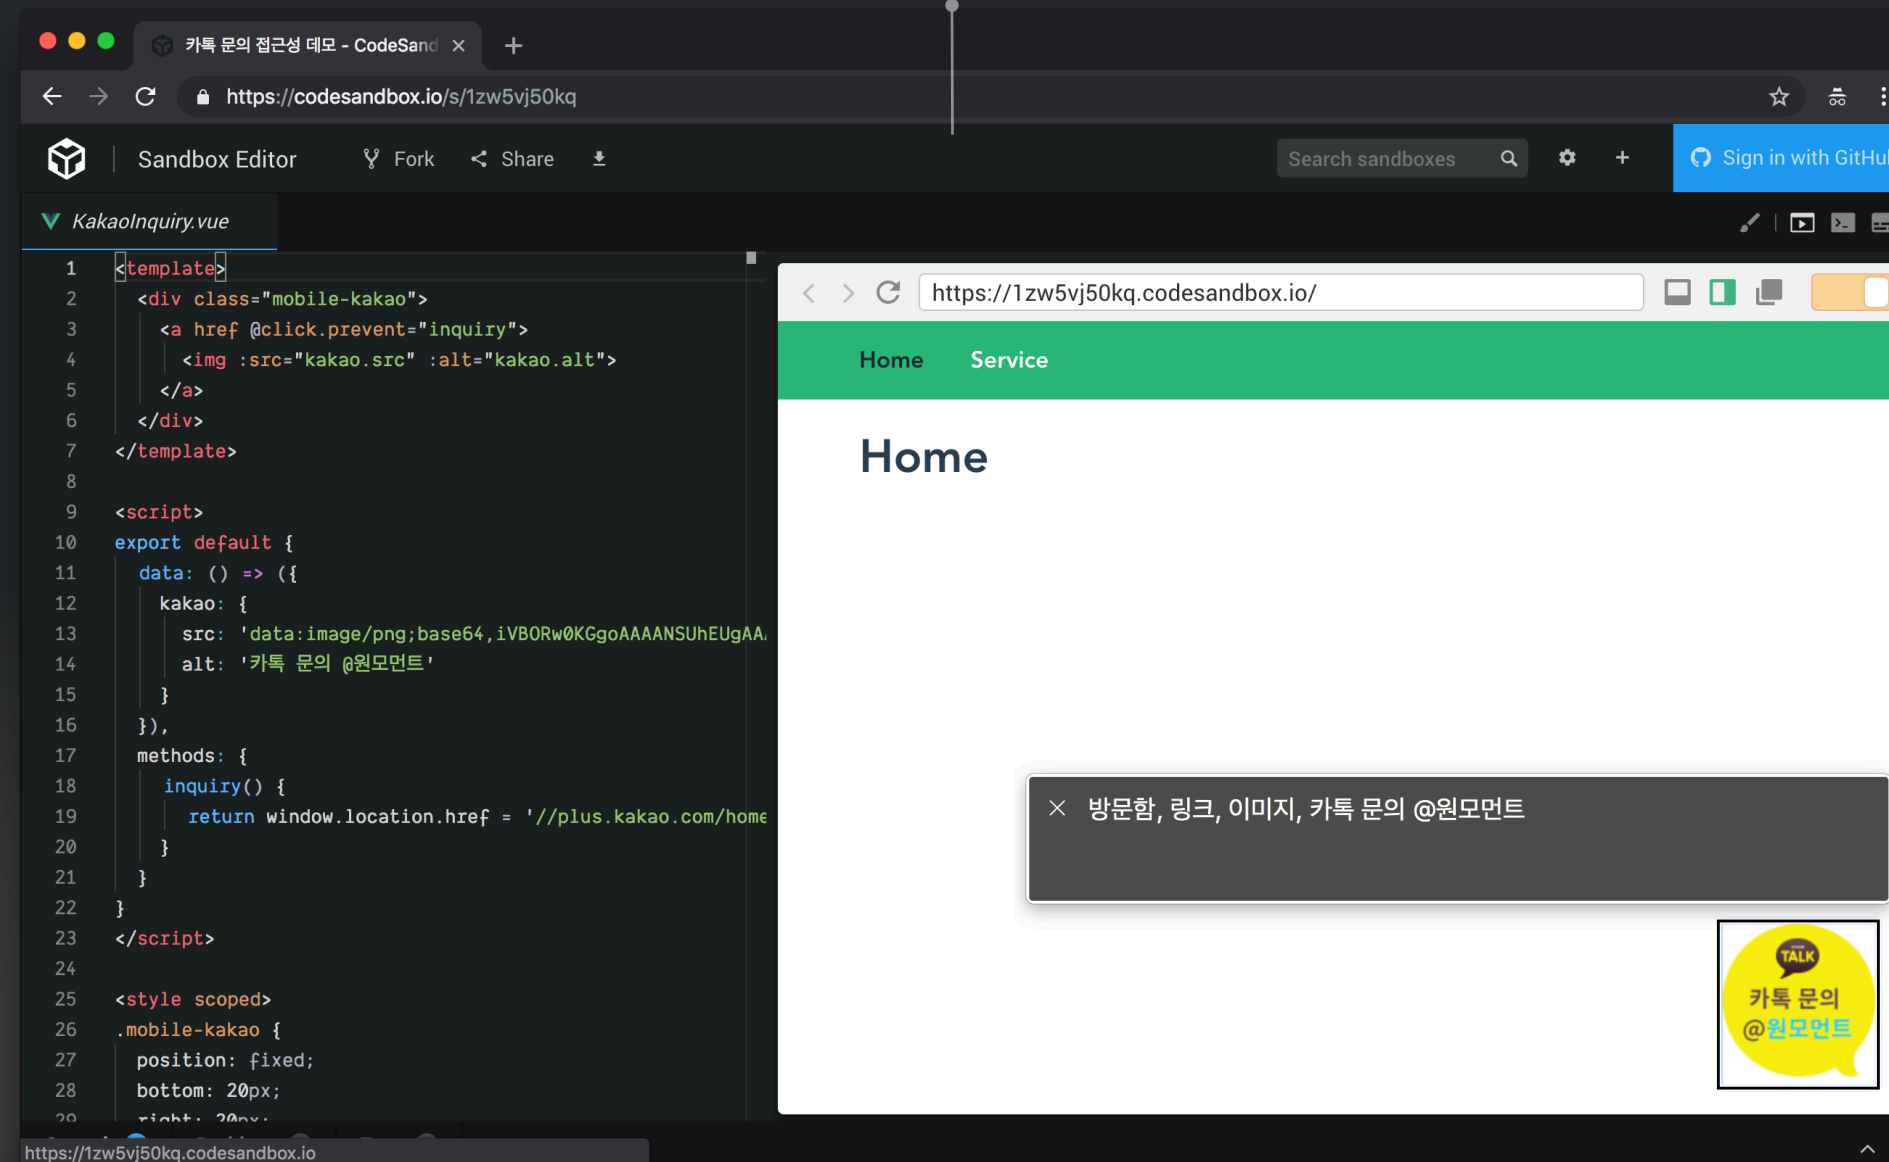 카톡 문의 접근성 데모 - CodeSand
https://codesandbox.io/s/1zw5vj50kq
Sandbox Editor
Fork
Share
Search sandboxes
Sign in with GitHu
KakaoInquiry.vue
1 <template>
2 <div class="mobile-kakao">
3 <a href @click.prevent="inquiry">
4 <img :src="kakao.src" :alt="kakao.alt">
5 </a>
6 </div>
7 </template>
8
9 <script>
10 export default {
11 data: () => ({
12 kakao: {
13 src: 'data:image/png;base64,iVBORw0KGgoAAAANSUhEUgAA
14 alt: '카톡 문의 @원모먼트'
15 }
16 }),
17 methods: {
18 inquiry() {
19 return window.location.href = '//plus.kakao.com/home
20 }
21 }
22 }
23 </script>
24
25 <style scoped>
26 .mobile-kakao {
27 position: fixed;
28 bottom: 20px;
29 right: 20px;
https://1zw5vj50kq.codesandbox.io
https://1zw5vj50kq.codesandbox.io/
Home
Service
Home
방문함, 링크, 이미지, 카톡 문의 @원모먼트
TALK
카톡 문의
@원모먼트